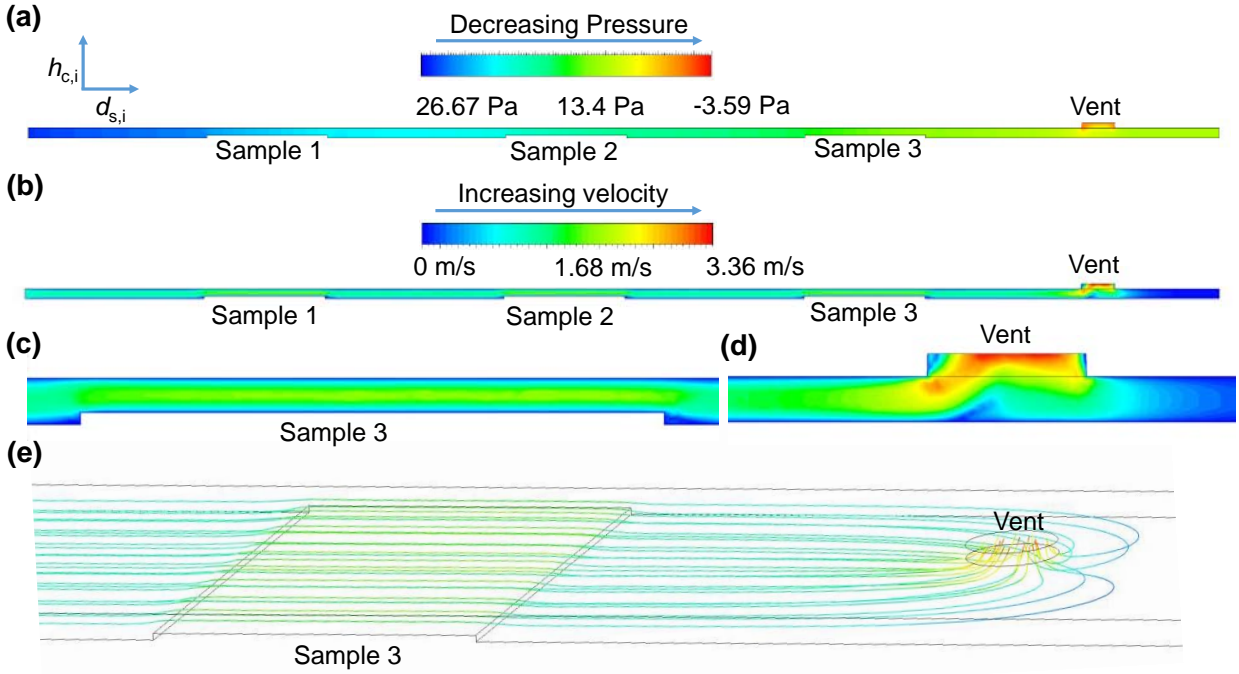 (a)
Decreasing Pressure
h_c,i
d_s,i
26.67 Pa 13.4 Pa -3.59 Pa
Vent
Sample 1 Sample 2 Sample 3
(b)
Increasing velocity
0 m/s 1.68 m/s 3.36 m/s
Vent
Sample 1 Sample 2 Sample 3
(c)
Sample 3
(d)
Vent
(e)
Vent
Sample 3